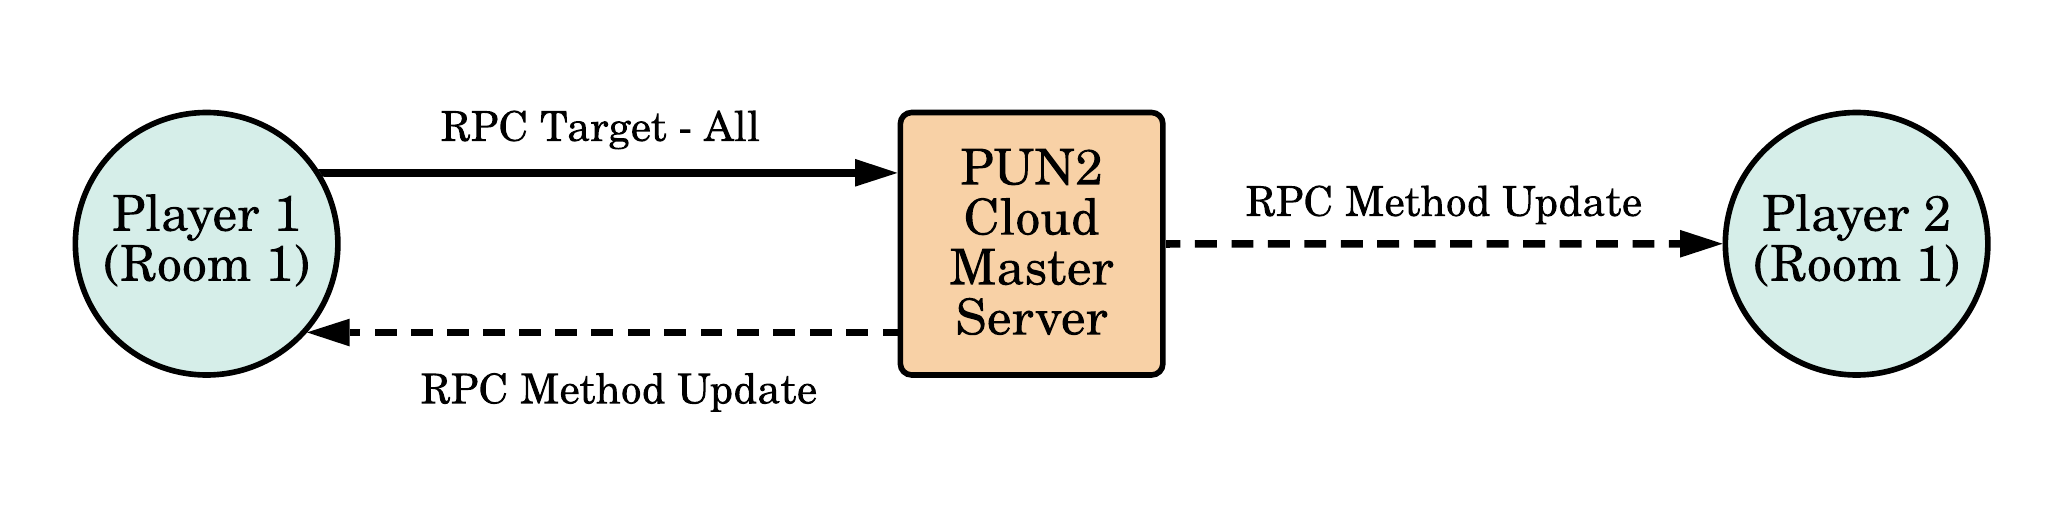 RPC Target - All
Player 1
(Room 1)
RPC Method Update
PUN2
Cloud
Master
Server
RPC Method Update
Player 2
(Room 1)